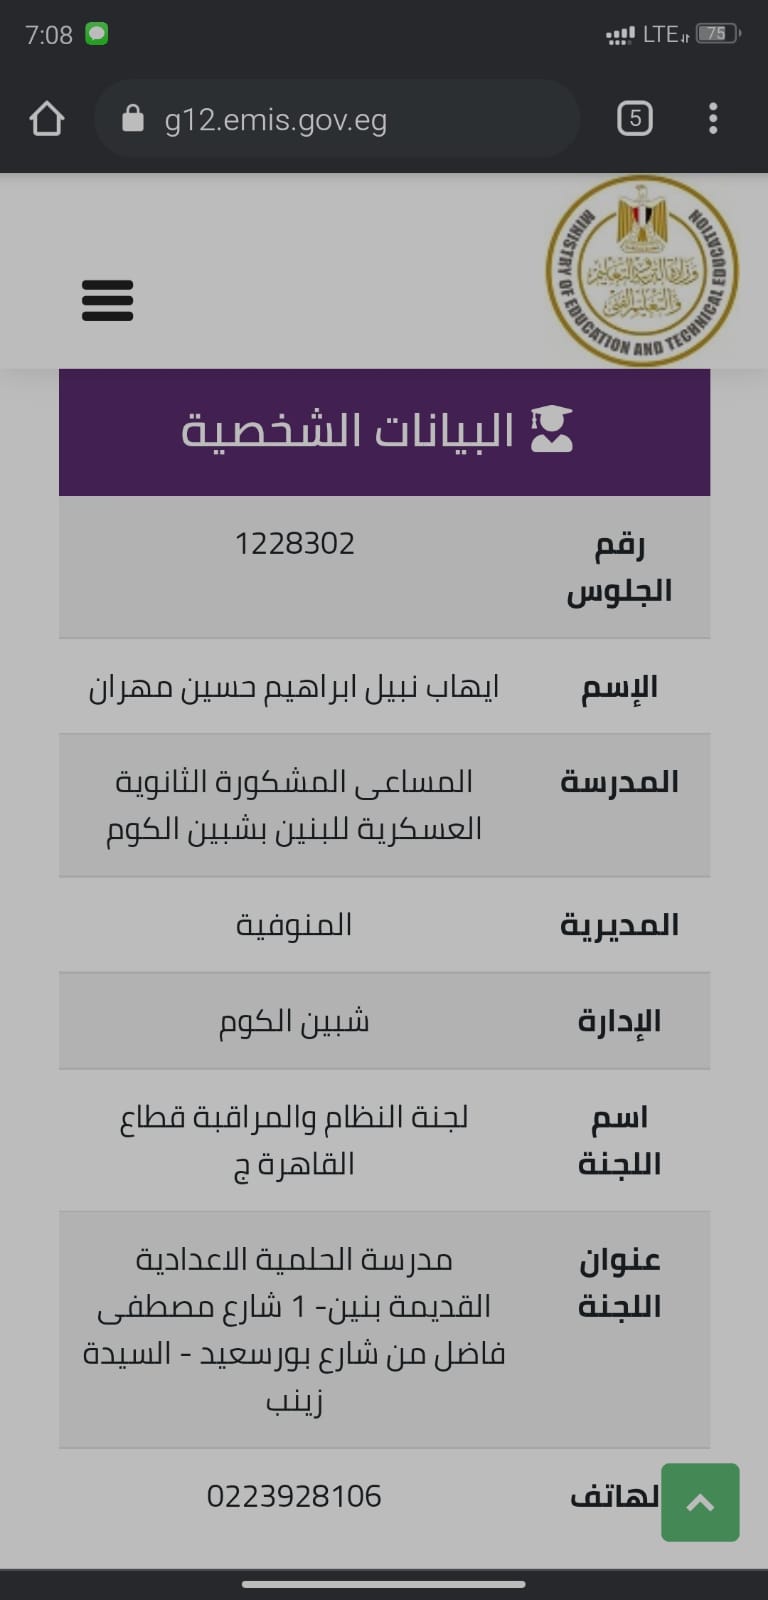 7:08
LTE
75
g12.emis.gov.eg
5
MINISTRY OF EDUCATION AND TECHNICAL EDUCATION
وزارة التربية والتعليم
والتعليم الفني
البيانات الشخصية
رقم الجلوس
1228302
الإسم
ايهاب نبيل ابراهيم حسين مهران
المدرسة
المساعى المشكورة الثانوية
العسكرية للبنين بشبين الكوم
المديرية
المنوفية
الإدارة
شبين الكوم
اسم اللجنة
لجنة النظام والمراقبة قطاع
القاهرة ج
عنوان اللجنة
مدرسة الحلمية الاعدادية
القديمة بنين- 1 شارع مصطفى
فاضل من شارع بورسعيد - السيدة
زينب
لهاتف
0223928106